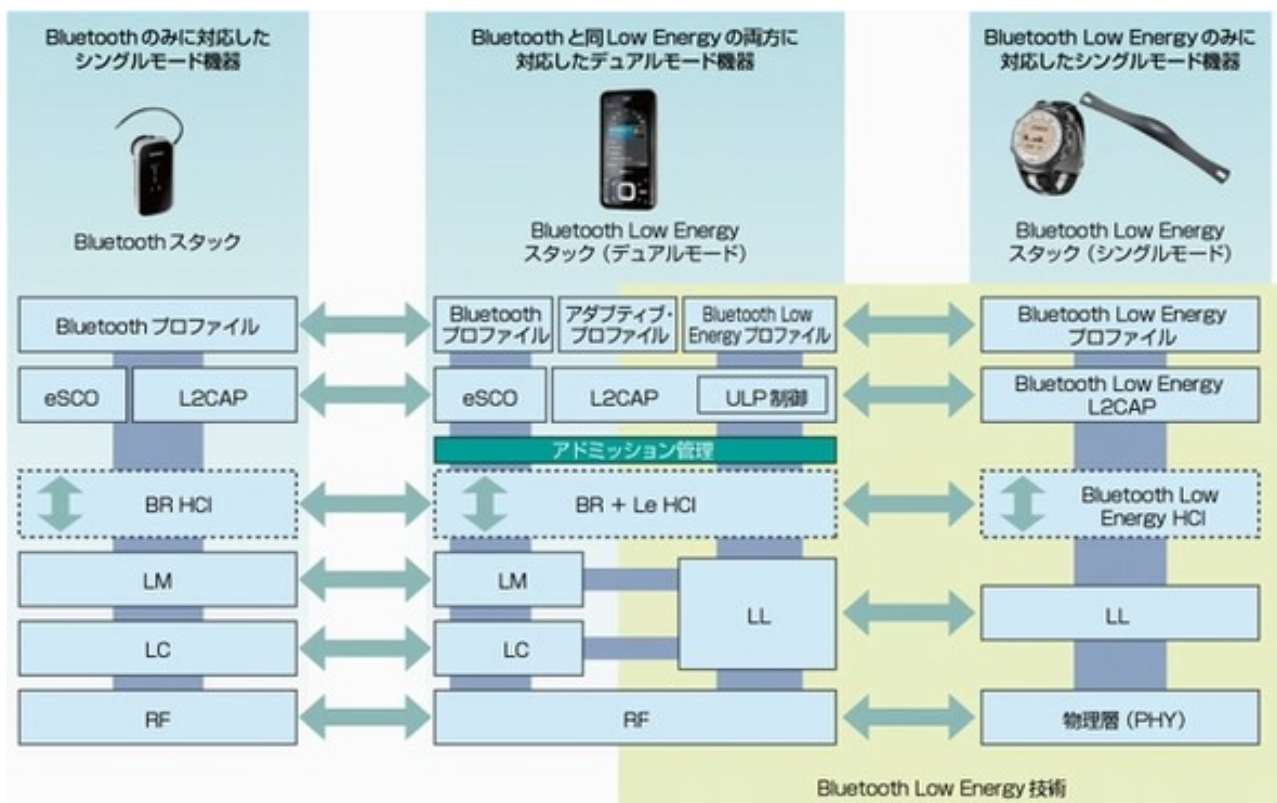 Bluetoothのみに対応した
シングルモード機器
Bluetoothと同Low Energyの両方に
対応したデュアルモード機器
Bluetooth Low Energyのみに
対応したシングルモード機器
Bluetoothスタック
Bluetooth Low Energy
スタック（デュアルモード）
Bluetooth Low Energy
スタック（シングルモード）
Bluetoothプロファイル
Bluetooth
プロファイル
アダプティブ・
プロファイル
Bluetooth Low
Energyプロファイル
Bluetooth Low Energy
プロファイル
eSCO
L2CAP
eSCO
L2CAP
ULP制御
Bluetooth Low Energy
L2CAP
アドミッション管理
BR HCI
BR + Le HCI
Bluetooth Low
Energy HCI
LM
LM
LL
LL
LC
LC
RF
RF
物理層（PHY）
Bluetooth Low Energy技術